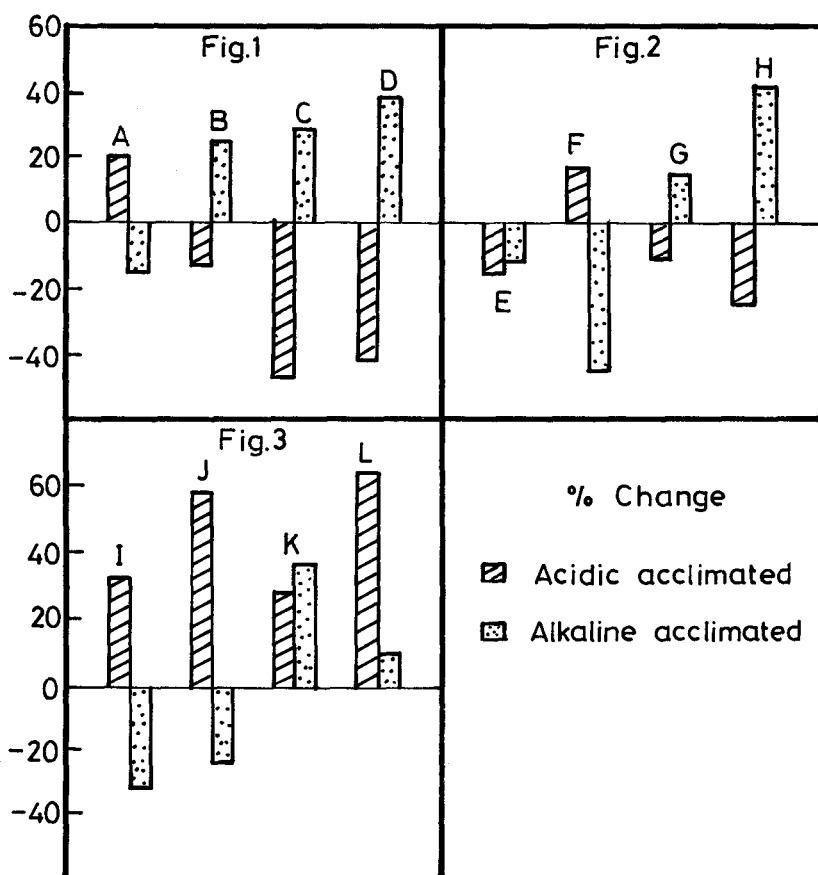 Fig.1
Fig.2
60
40
20
0
-20
-40
A
B
C
D
E
F
G
H
Fig.3
60
40
20
0
-20
-40
I
J
K
L
% Change
Acidic acclimated
Alkaline acclimated